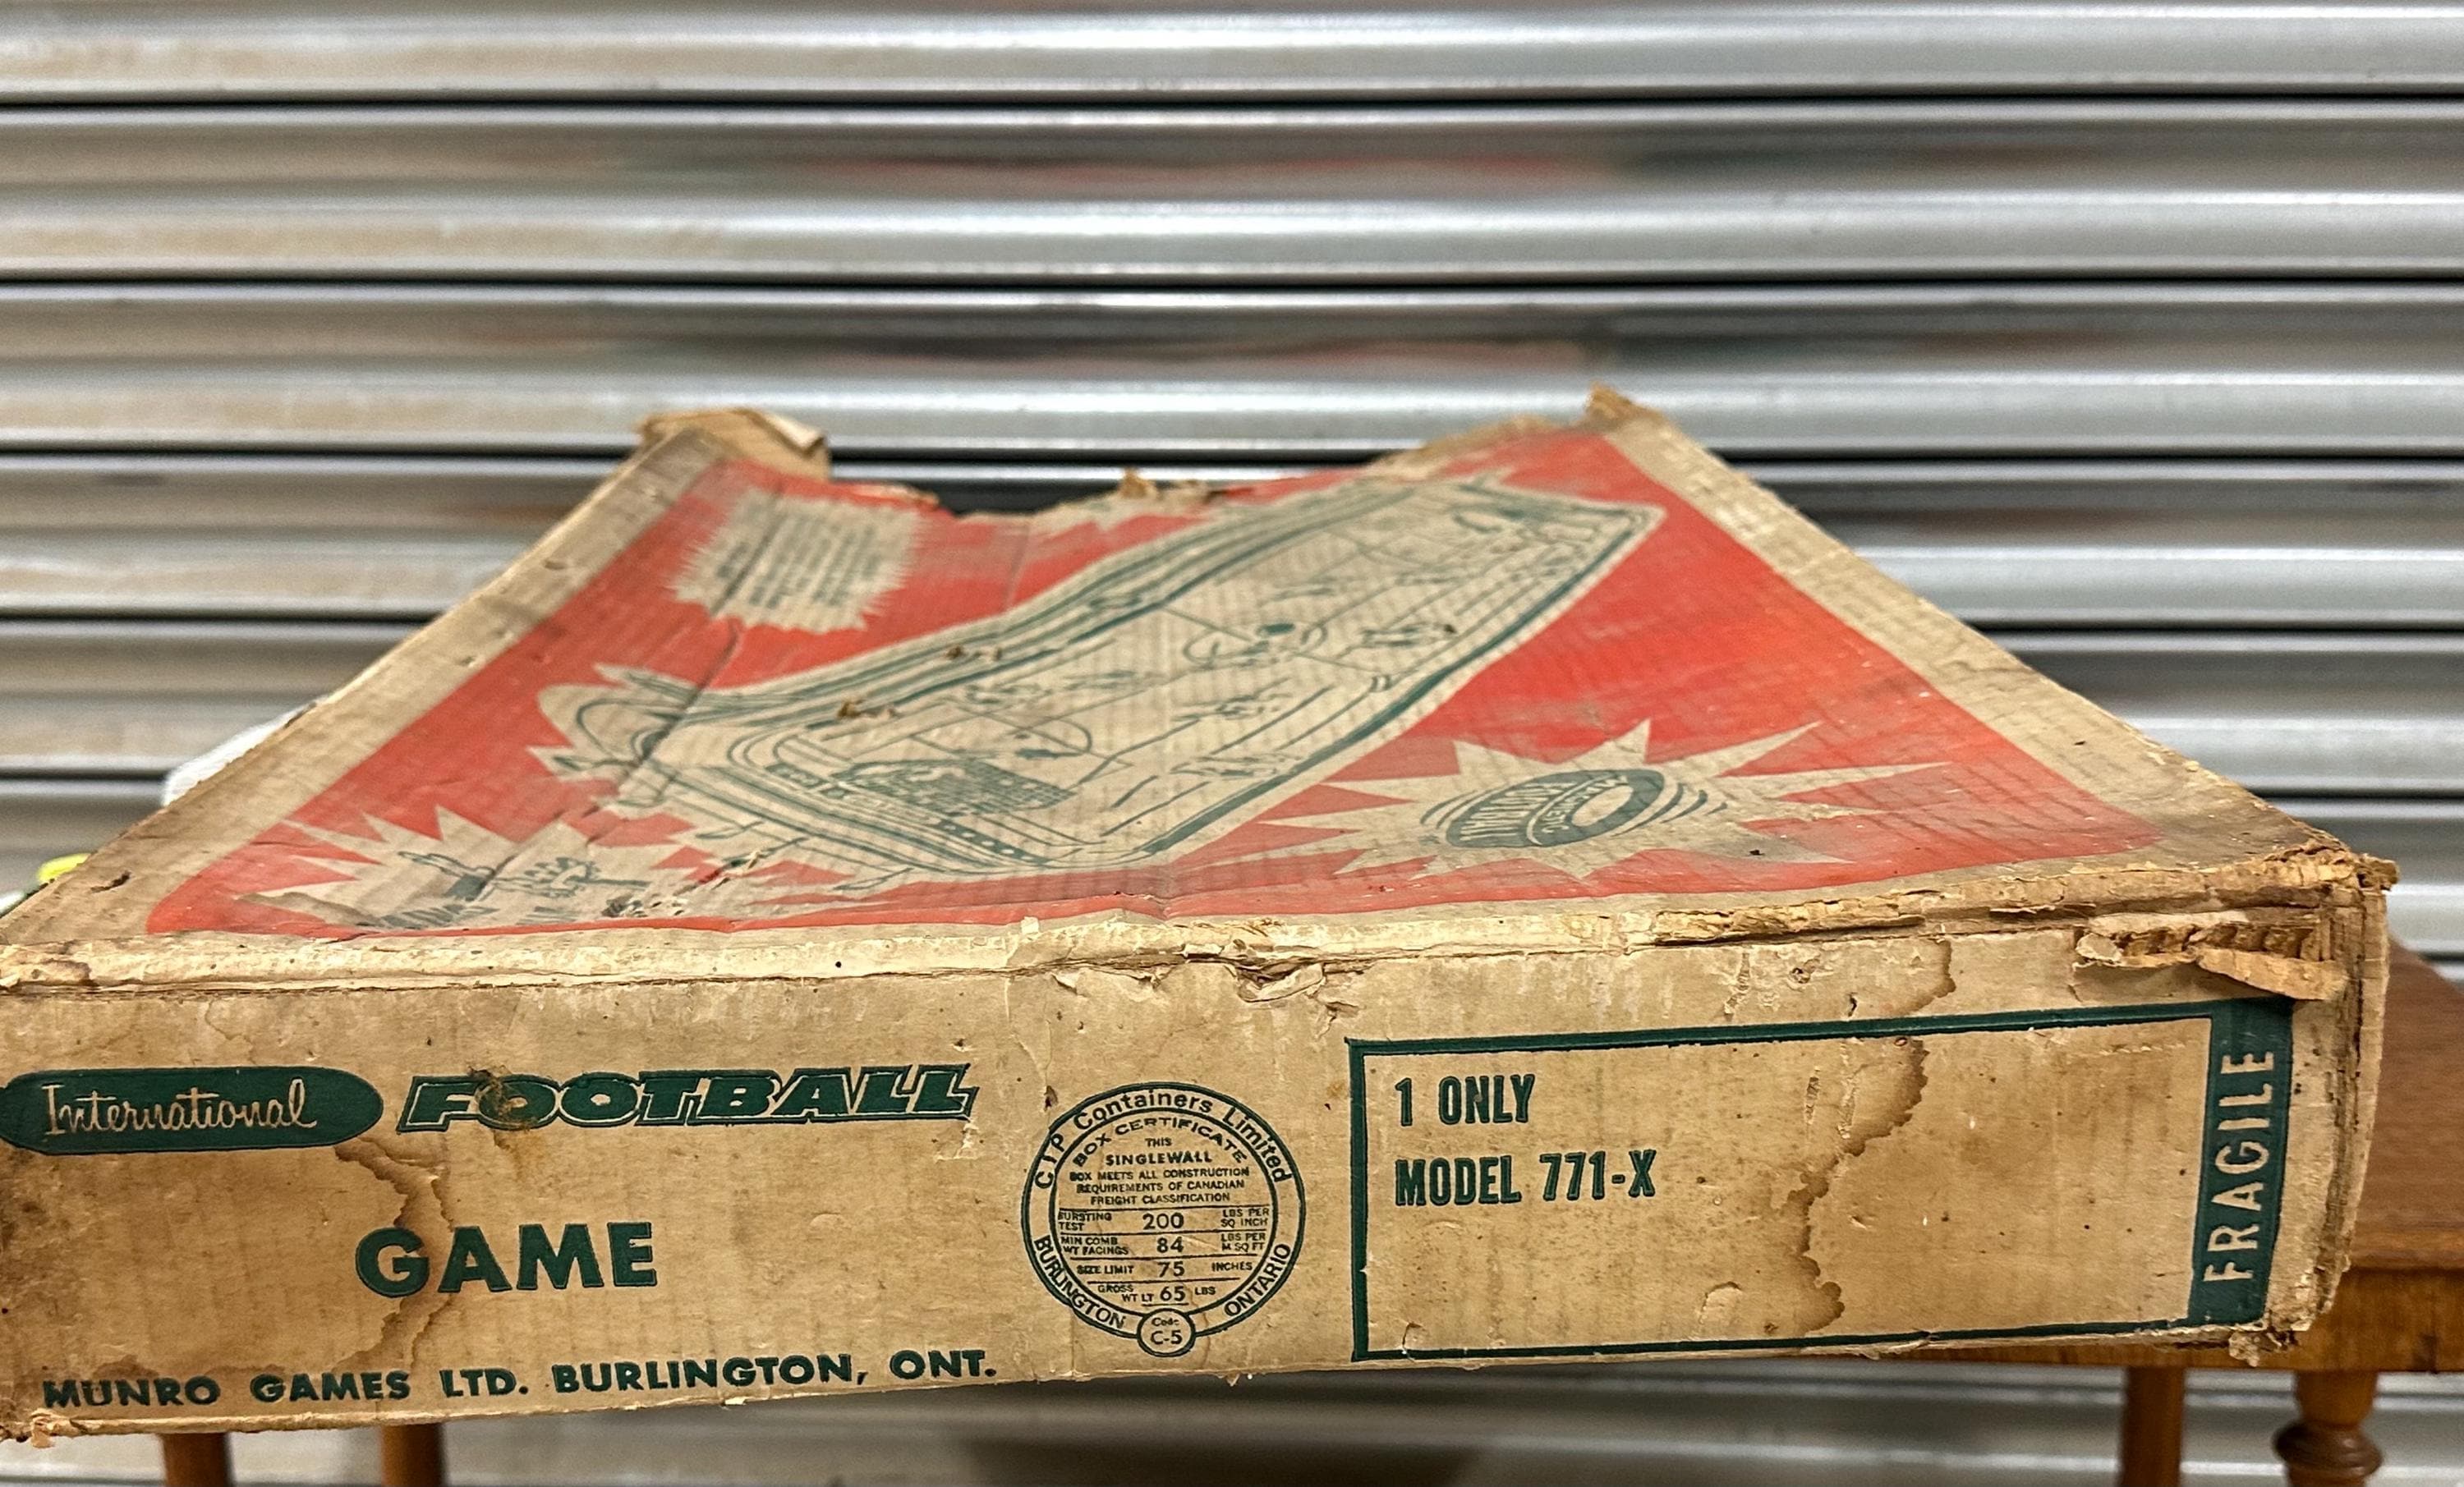 International FOOTBALL
GAME
MUNRO GAMES LTD. BURLINGTON, ONT.
CIP Containers Limited
BOX CERTIFICATE
THIS
SINGLEWALL
BOX MEETS ALL CONSTRUCTION
REQUIREMENTS OF CANADIAN
FREIGHT CLASSIFICATION
BURSTING TEST 200 LBS PER SQ INCH
MIN COMB WT FACINGS 84 LBS PER M SQ FT
SIZE LIMIT 75 INCHES
GROSS WT LT 65 LBS
BURLINGTON ONTARIO
Code
C-5
1 ONLY
MODEL 771-X
FRAGILE